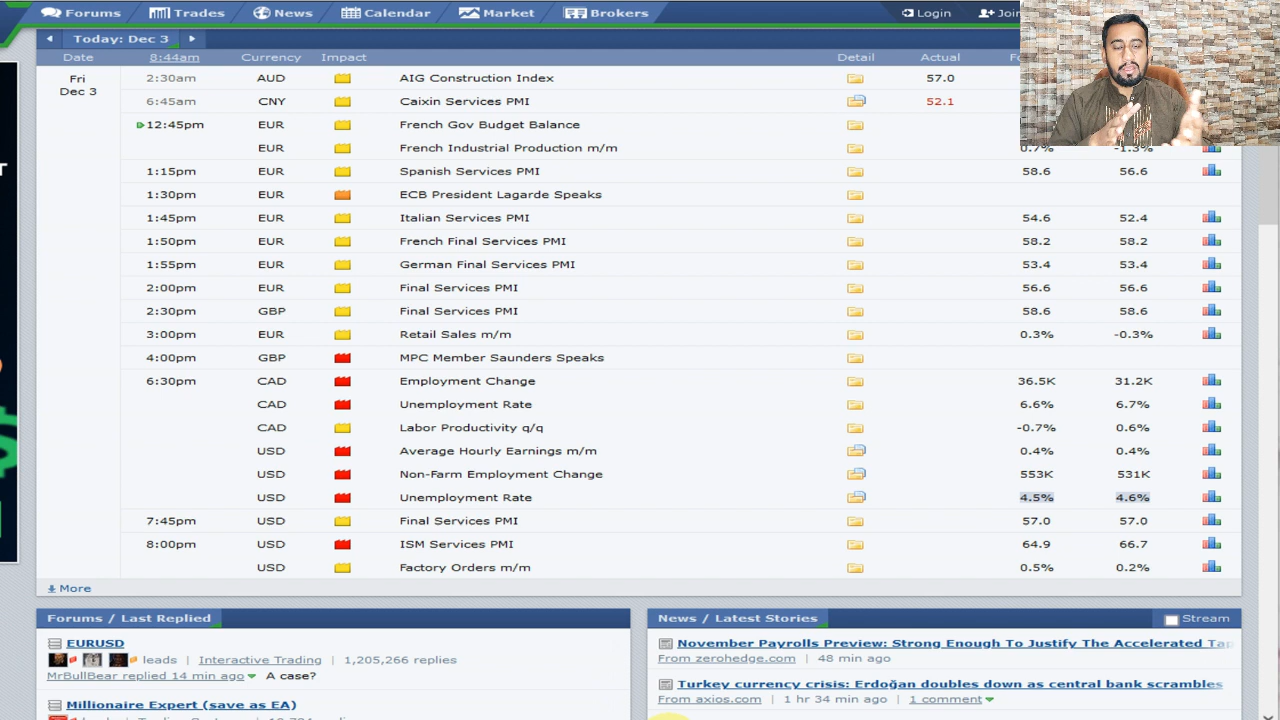 Forums Trades News Calendar Market Brokers Login
Today: Dec 3
Date 8:44am Currency Impact Detail Actual
Fri Dec 3 2:30am AUD AIG Construction Index 57.0
6:45am CNY Caixin Services PMI 52.1
12:45pm EUR French Gov Budget Balance
EUR French Industrial Production m/m 0.7% -1.3%
1:15pm EUR Spanish Services PMI 58.6 56.6
1:30pm EUR ECB President Lagarde Speaks
1:45pm EUR Italian Services PMI 54.6 52.4
1:50pm EUR French Final Services PMI 58.2 58.2
1:55pm EUR German Final Services PMI 53.4 53.4
2:00pm EUR Final Services PMI 56.6 56.6
2:30pm GBP Final Services PMI 58.6 58.6
3:00pm EUR Retail Sales m/m 0.3% -0.3%
4:00pm GBP MPC Member Saunders Speaks
6:30pm CAD Employment Change 36.5K 31.2K
CAD Unemployment Rate 6.6% 6.7%
CAD Labor Productivity q/q -0.7% 0.6%
USD Average Hourly Earnings m/m 0.4% 0.4%
USD Non-Farm Employment Change 553K 531K
USD Unemployment Rate 4.5% 4.6%
7:45pm USD Final Services PMI 57.0 57.0
8:00pm USD ISM Services PMI 64.9 66.7
USD Factory Orders m/m 0.5% 0.2%
More
Forums / Last Replied
EURUSD
leads | Interactive Trading | 1,205,266 replies
MrBullBear replied 14 min ago A case?
Millionaire Expert (save as EA)
News / Latest Stories Stream
November Payrolls Preview: Strong Enough To Justify The Accelerated
From zerohedge.com | 48 min ago
Turkey currency crisis: Erdoğan doubles down as central bank scrambles
From axios.com | 1 hr 34 min ago | 1 comment